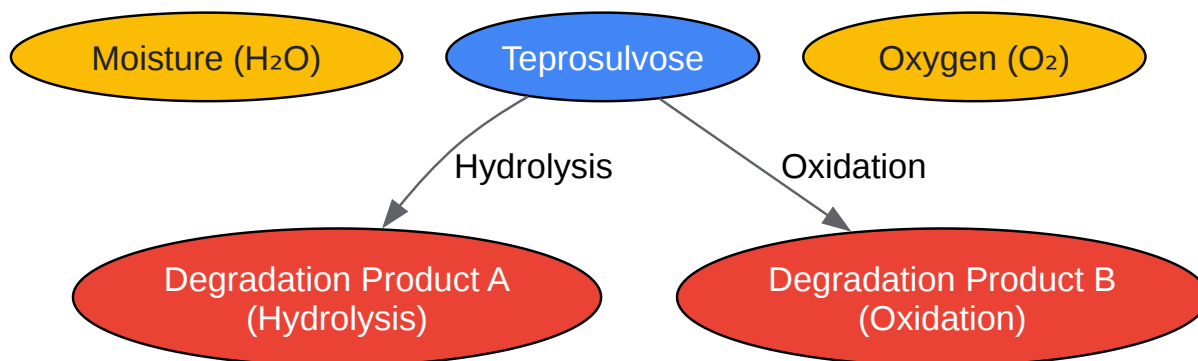 Moisture (H₂O)
Teprosulvose
Oxygen (O₂)
Hydrolysis
Oxidation
Degradation Product A
(Hydrolysis)
Degradation Product B
(Oxidation)